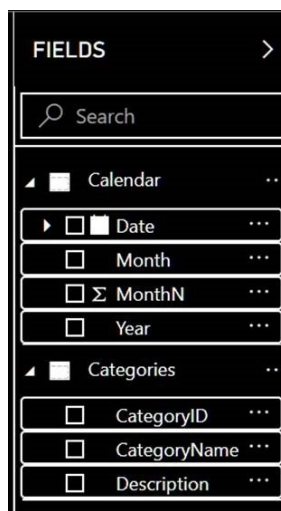 FIELDS
Search
Calendar
Date
Month
Σ MonthN
Year
Categories
CategoryID
CategoryName
Description